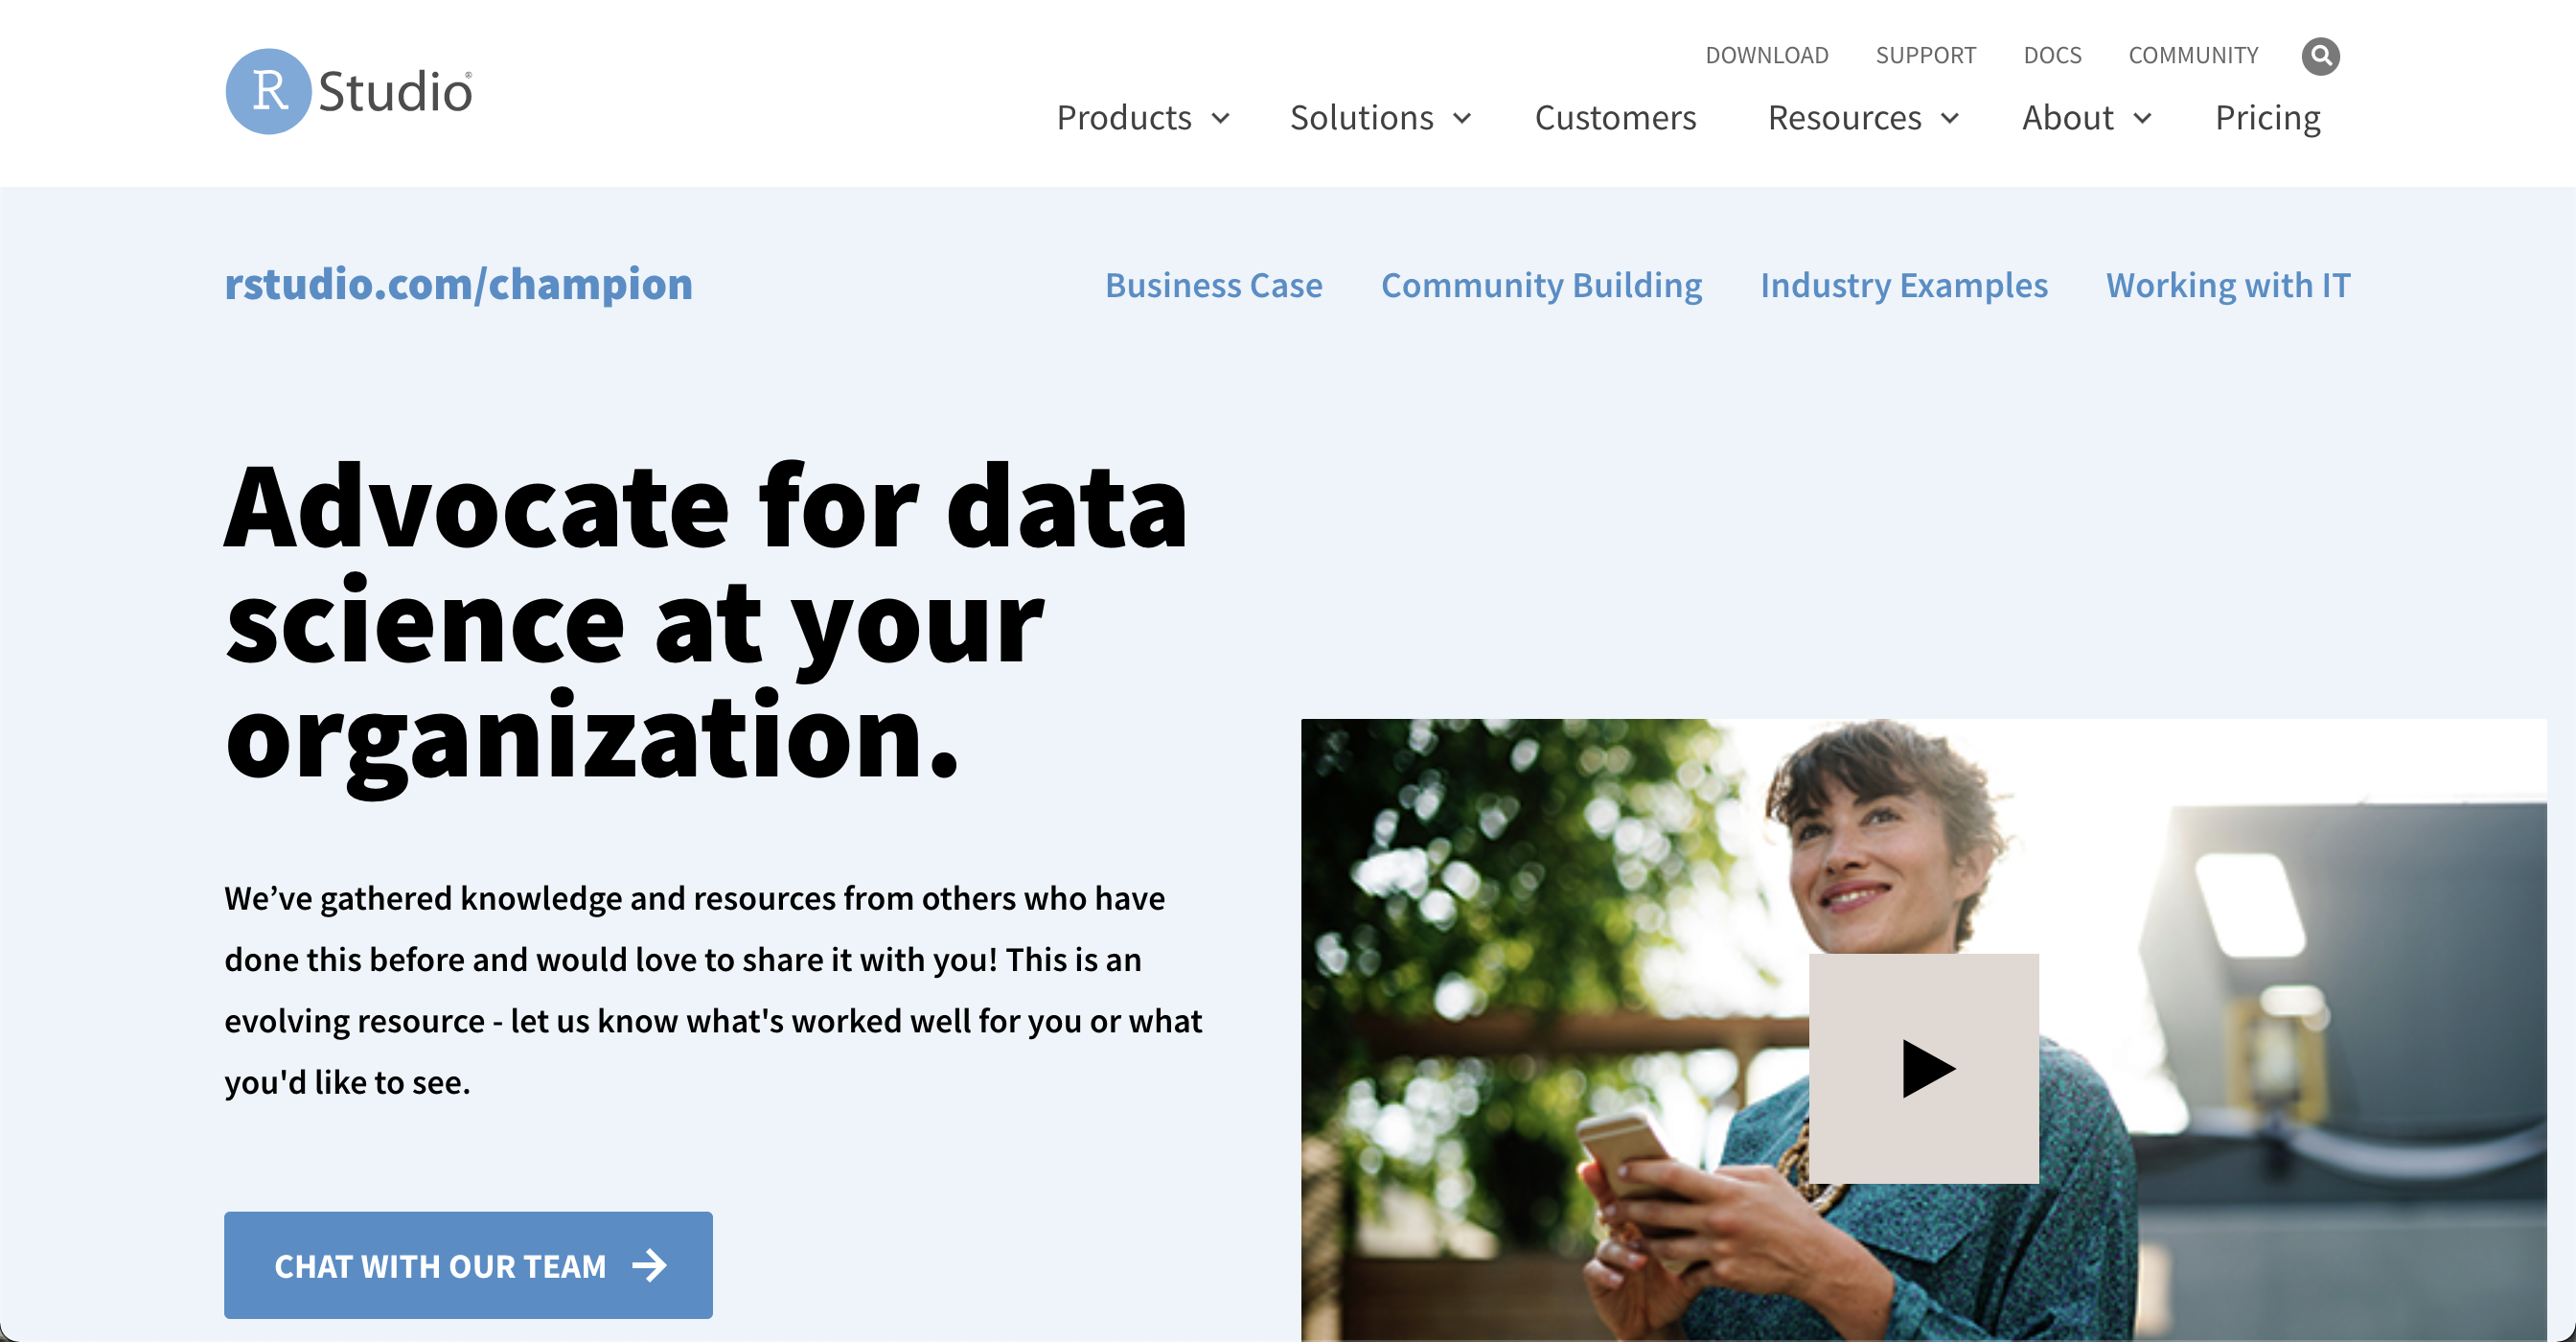 R Studio®
DOWNLOAD SUPPORT DOCS COMMUNITY
Products Solutions Customers Resources About Pricing
rstudio.com/champion
Business Case Community Building Industry Examples Working with IT
Advocate for data
science at your
organization.
We’ve gathered knowledge and resources from others who have
done this before and would love to share it with you! This is an
evolving resource - let us know what's worked well for you or what
you'd like to see.
CHAT WITH OUR TEAM